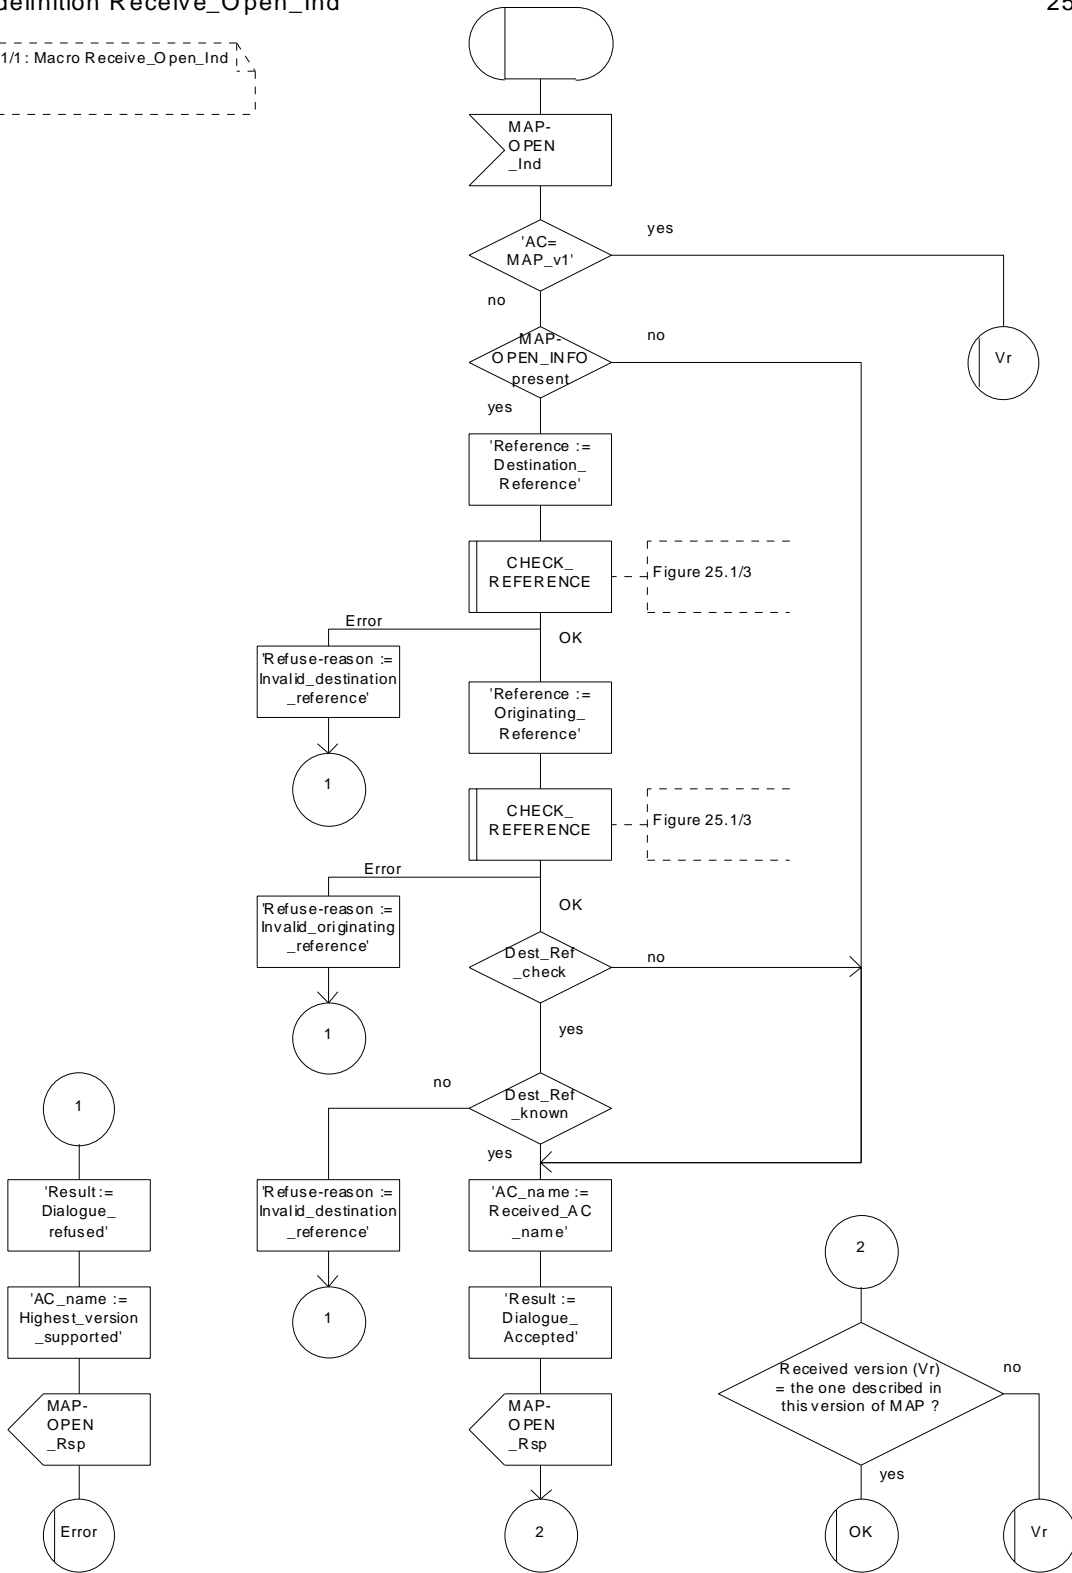 definition Receive_Open_Ind
25
1/1: Macro Receive_Open_Ind
MAP-
OPEN
_Ind
'AC=
MAP_v1'
yes
no
MAP-
OPEN_INFO
present
no
Vr
yes
'Reference :=
Destination_
Reference'
CHECK_
REFERENCE
Figure 25.1/3
Error
OK
'Refuse-reason :=
Invalid_destination
_reference'
'Reference :=
Originating_
Reference'
1
CHECK_
REFERENCE
Figure 25.1/3
Error
OK
'Refuse-reason :=
Invalid_originating
_reference'
Dest_Ref
_check
no
1
yes
no
Dest_Ref
_known
1
yes
'Result:=
Dialogue_
refused'
'Refuse-reason :=
Invalid_destination
_reference'
'AC_name :=
Received_AC
_name'
2
'AC_name :=
Highest_version
_supported'
1
'Result :=
Dialogue_
Accepted'
Received version (Vr)
= the one described in
this version of MAP ?
no
MAP-
OPEN
_Rsp
MAP-
OPEN
_Rsp
yes
Error
2
OK
Vr